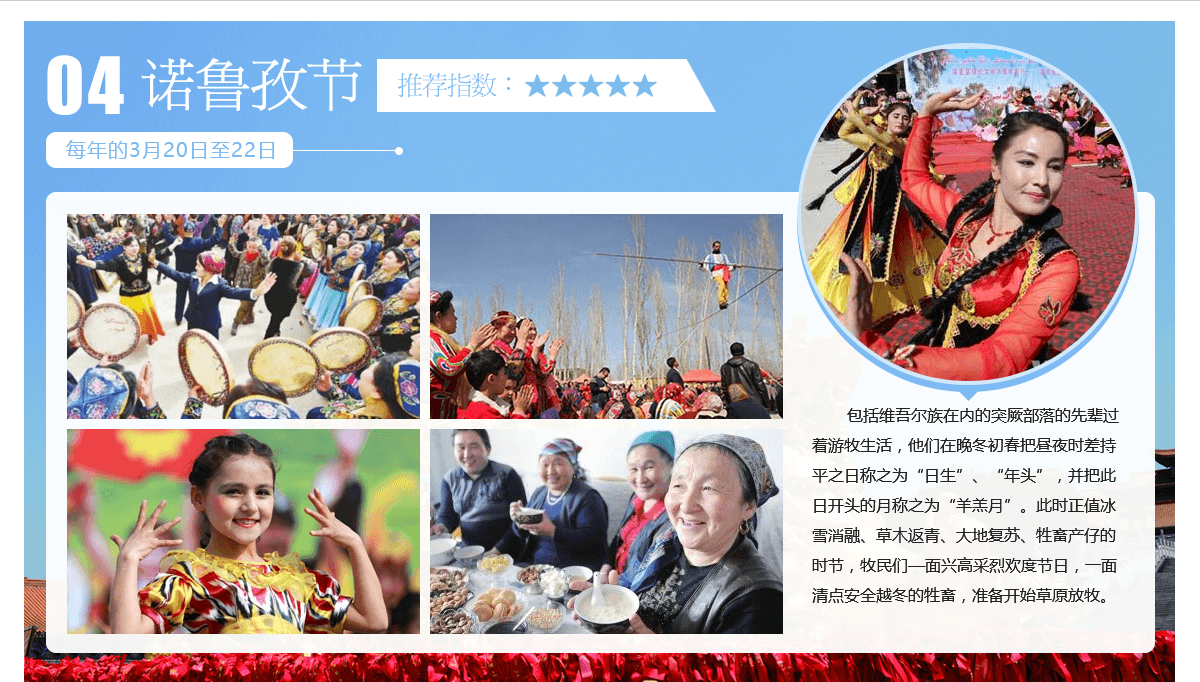 04 诺鲁孜节
推荐指数：★★★★★
每年的3月20日至22日
包括维吾尔族在内的突厥部落的先辈过
着游牧生活，他们在晚冬初春把昼夜时差持
平之日称之为“日生”、“年头”，并把此
日开头的月称之为“羊羔月”。此时正值冰
雪消融、草木返青、大地复苏、牲畜产仔的
时节，牧民们—面兴高采烈欢度节日，一面
清点安全越冬的牲畜，准备开始草原放牧。